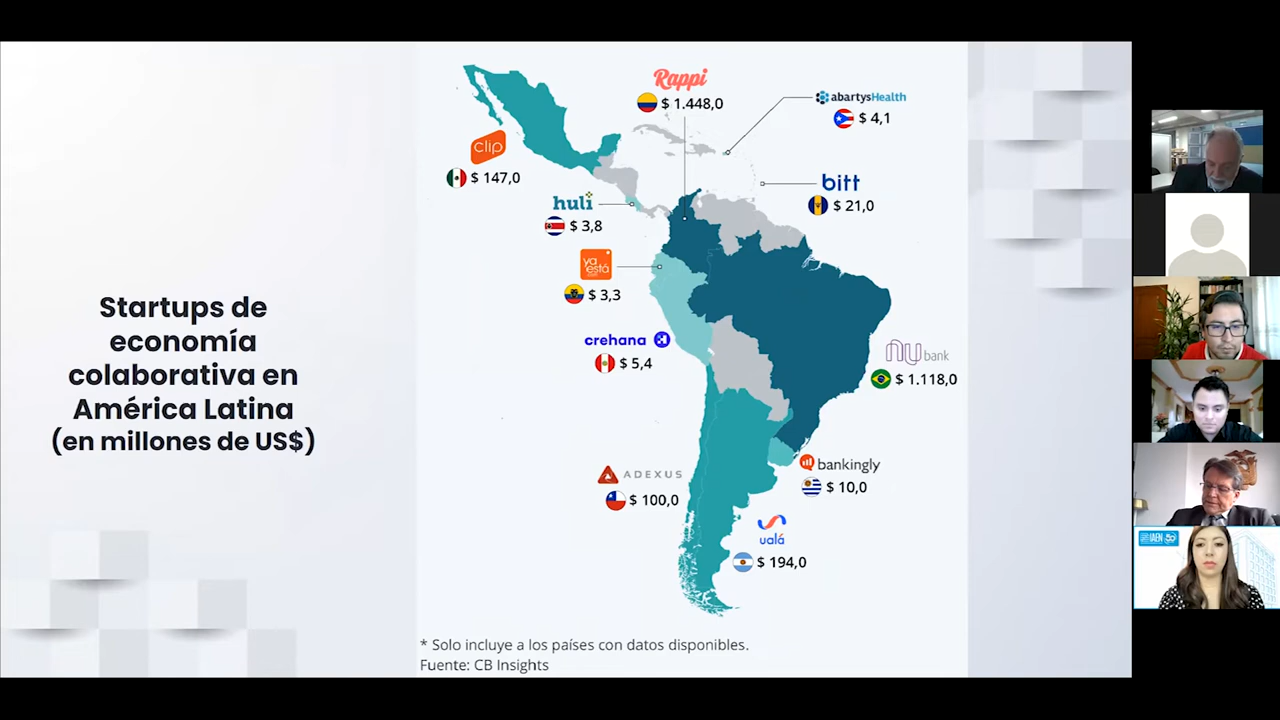 Startups de
economía
colaborativa en
América Latina
(en millones de US$)
Rappi
$ 1.448,0
abartysHealth
$ 4,1
clip
$ 147,0
bitt
$ 21,0
huli
$ 3,8
ya
está
$ 3,3
crehana
$ 5,4
nu bank
$ 1.118,0
ADEXUS
$ 100,0
bankingly
$ 10,0
ualá
$ 194,0
* Solo incluye a los países con datos disponibles.
Fuente: CB Insights
IAEN